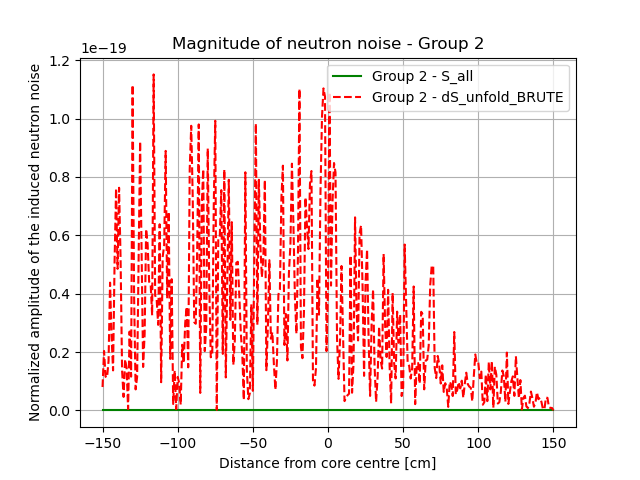 Magnitude of neutron noise - Group 2
1e−19
Group 2 - S_all
Group 2 - dS_unfold_BRUTE
Normalized amplitude of the induced neutron noise
1.2
1.0
0.8
0.6
0.4
0.2
0.0
−150 −100 −50 0 50 100 150
Distance from core centre [cm]